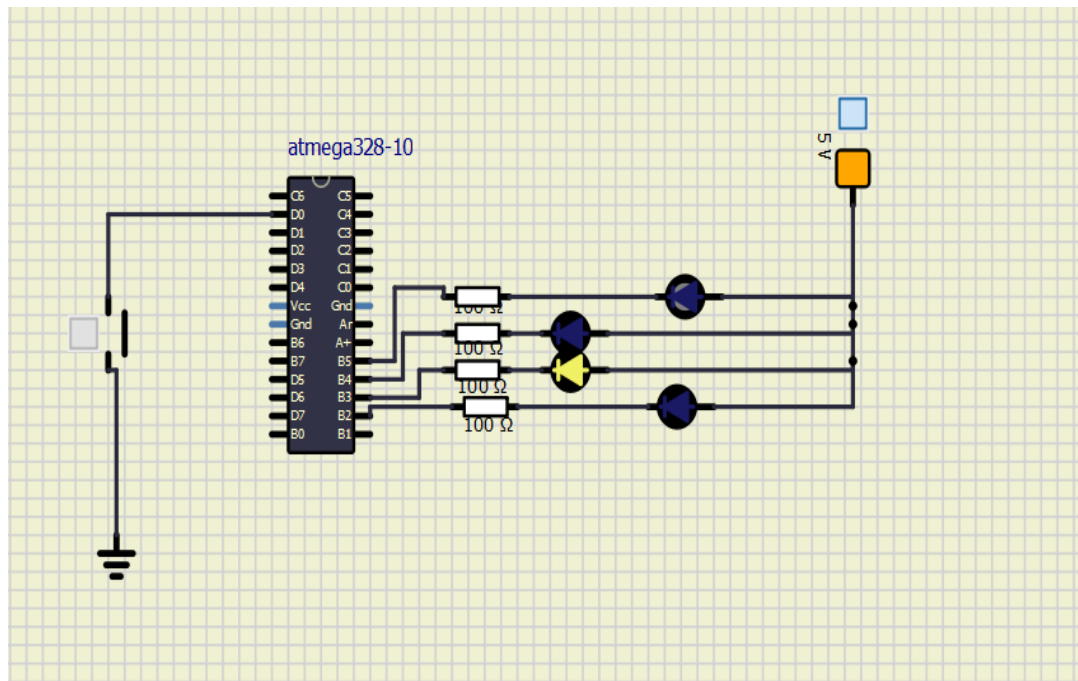 atmega328-10
5 V
C6 C5
D0 C4
D1 C3
D2 C2
D3 C1
D4 C0
Vcc Gnd
Gnd Ar
B6 A+
B7 B5
D5 B4
D6 B3
D7 B2
B0 B1
100 Ω
100 Ω
100 Ω
100 Ω